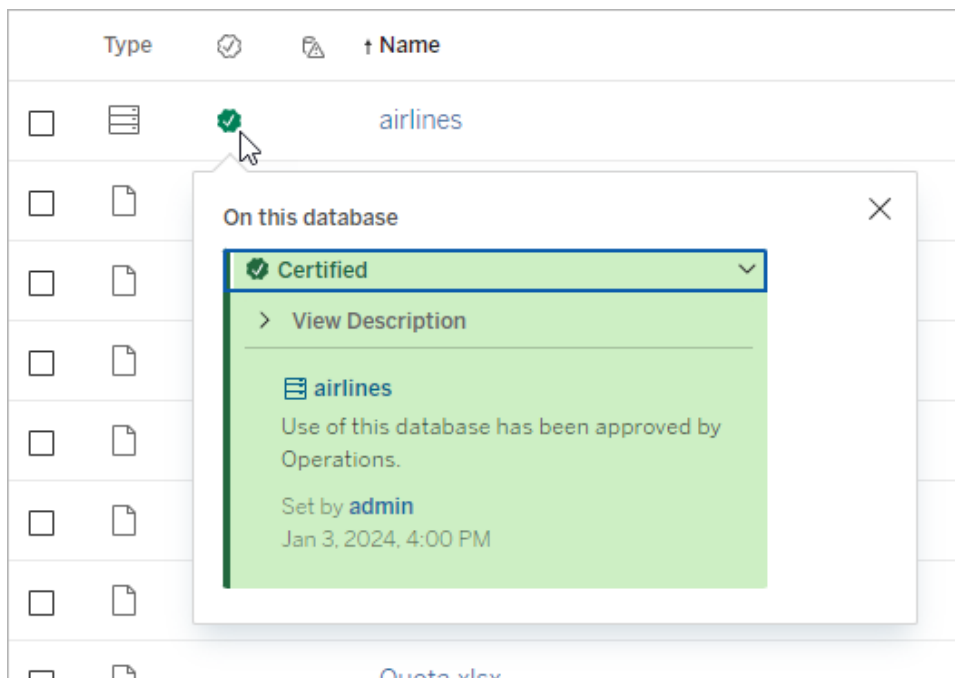 Type ↑ Name
airlines
On this database
Certified
View Description
airlines
Use of this database has been approved by
Operations.
Set by admin
Jan 3, 2024, 4:00 PM